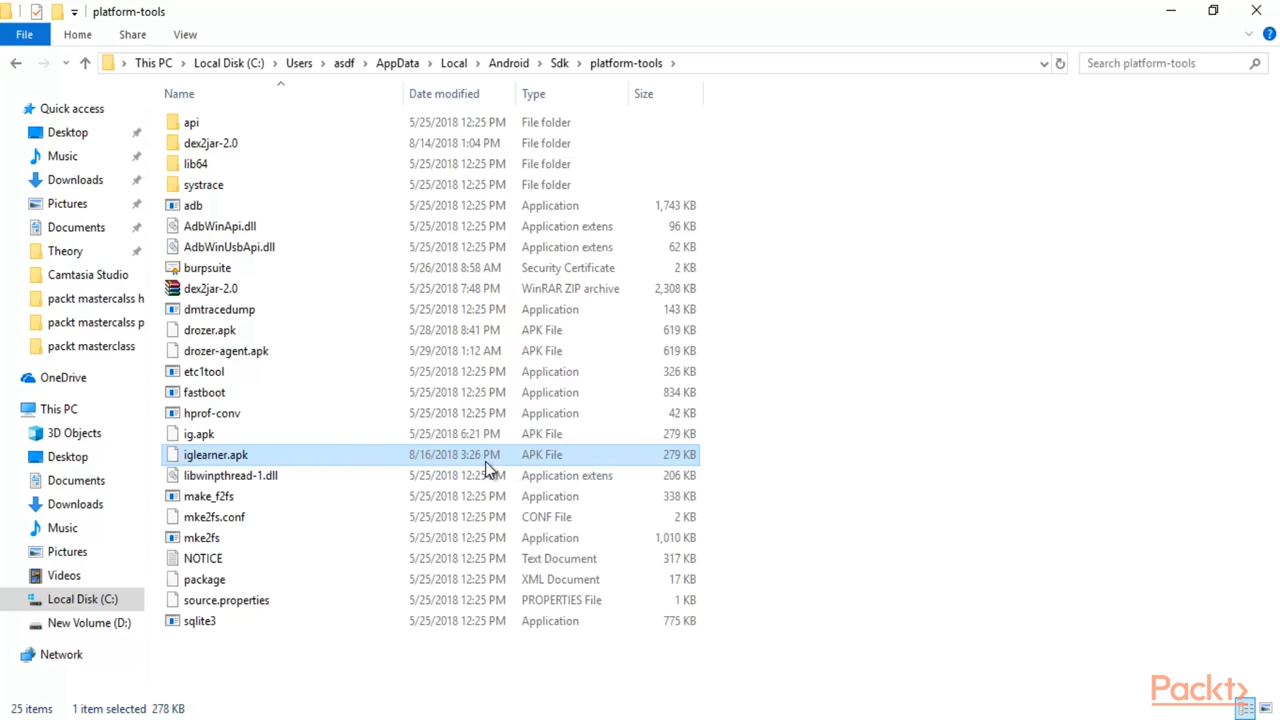 platform-tools
File Home Share View
This PC Local Disk (C:) Users asdf AppData Local Android Sdk platform-tools Search platform-tools
Name Date modified Type Size
Quick access
Desktop
Music
Downloads
Pictures
Documents
Theory
Camtasia Studio
packt mastercalss h
packt mastercalss p
packt masterclass
OneDrive
This PC
3D Objects
Desktop
Documents
Downloads
Music
Pictures
Videos
Local Disk (C:)
New Volume (D:)
Network
api 5/25/2018 12:25 PM File folder
dex2jar-2.0 8/14/2018 1:04 PM File folder
lib64 5/25/2018 12:25 PM File folder
systrace 5/25/2018 12:25 PM File folder
adb 5/25/2018 12:25 PM Application 1,743 KB
AdbWinApi.dll 5/25/2018 12:25 PM Application extens 96 KB
AdbWinUsbApi.dll 5/25/2018 12:25 PM Application extens 62 KB
burpsuite 5/26/2018 8:58 AM Security Certificate 2 KB
dex2jar-2.0 5/25/2018 7:48 PM WinRAR ZIP archive 2,308 KB
dmtracedump 5/25/2018 12:25 PM Application 143 KB
drozer.apk 5/28/2018 8:41 PM APK File 619 KB
drozer-agent.apk 5/29/2018 1:12 AM APK File 619 KB
etc1tool 5/25/2018 12:25 PM Application 326 KB
fastboot 5/25/2018 12:25 PM Application 834 KB
hprof-conv 5/25/2018 12:25 PM Application 42 KB
ig.apk 5/25/2018 6:21 PM APK File 279 KB
iglearner.apk 8/16/2018 3:26 PM APK File 279 KB
libwinpthread-1.dll 5/25/2018 12:25 PM Application extens 206 KB
make_f2fs 5/25/2018 12:25 PM Application 338 KB
mke2fs.conf 5/25/2018 12:25 PM CONF File 2 KB
mke2fs 5/25/2018 12:25 PM Application 1,010 KB
NOTICE 5/25/2018 12:25 PM Text Document 317 KB
package 5/25/2018 12:25 PM XML Document 17 KB
source.properties 5/25/2018 12:25 PM PROPERTIES File 1 KB
sqlite3 5/25/2018 12:25 PM Application 775 KB
25 items 1 item selected 278 KB
Packt